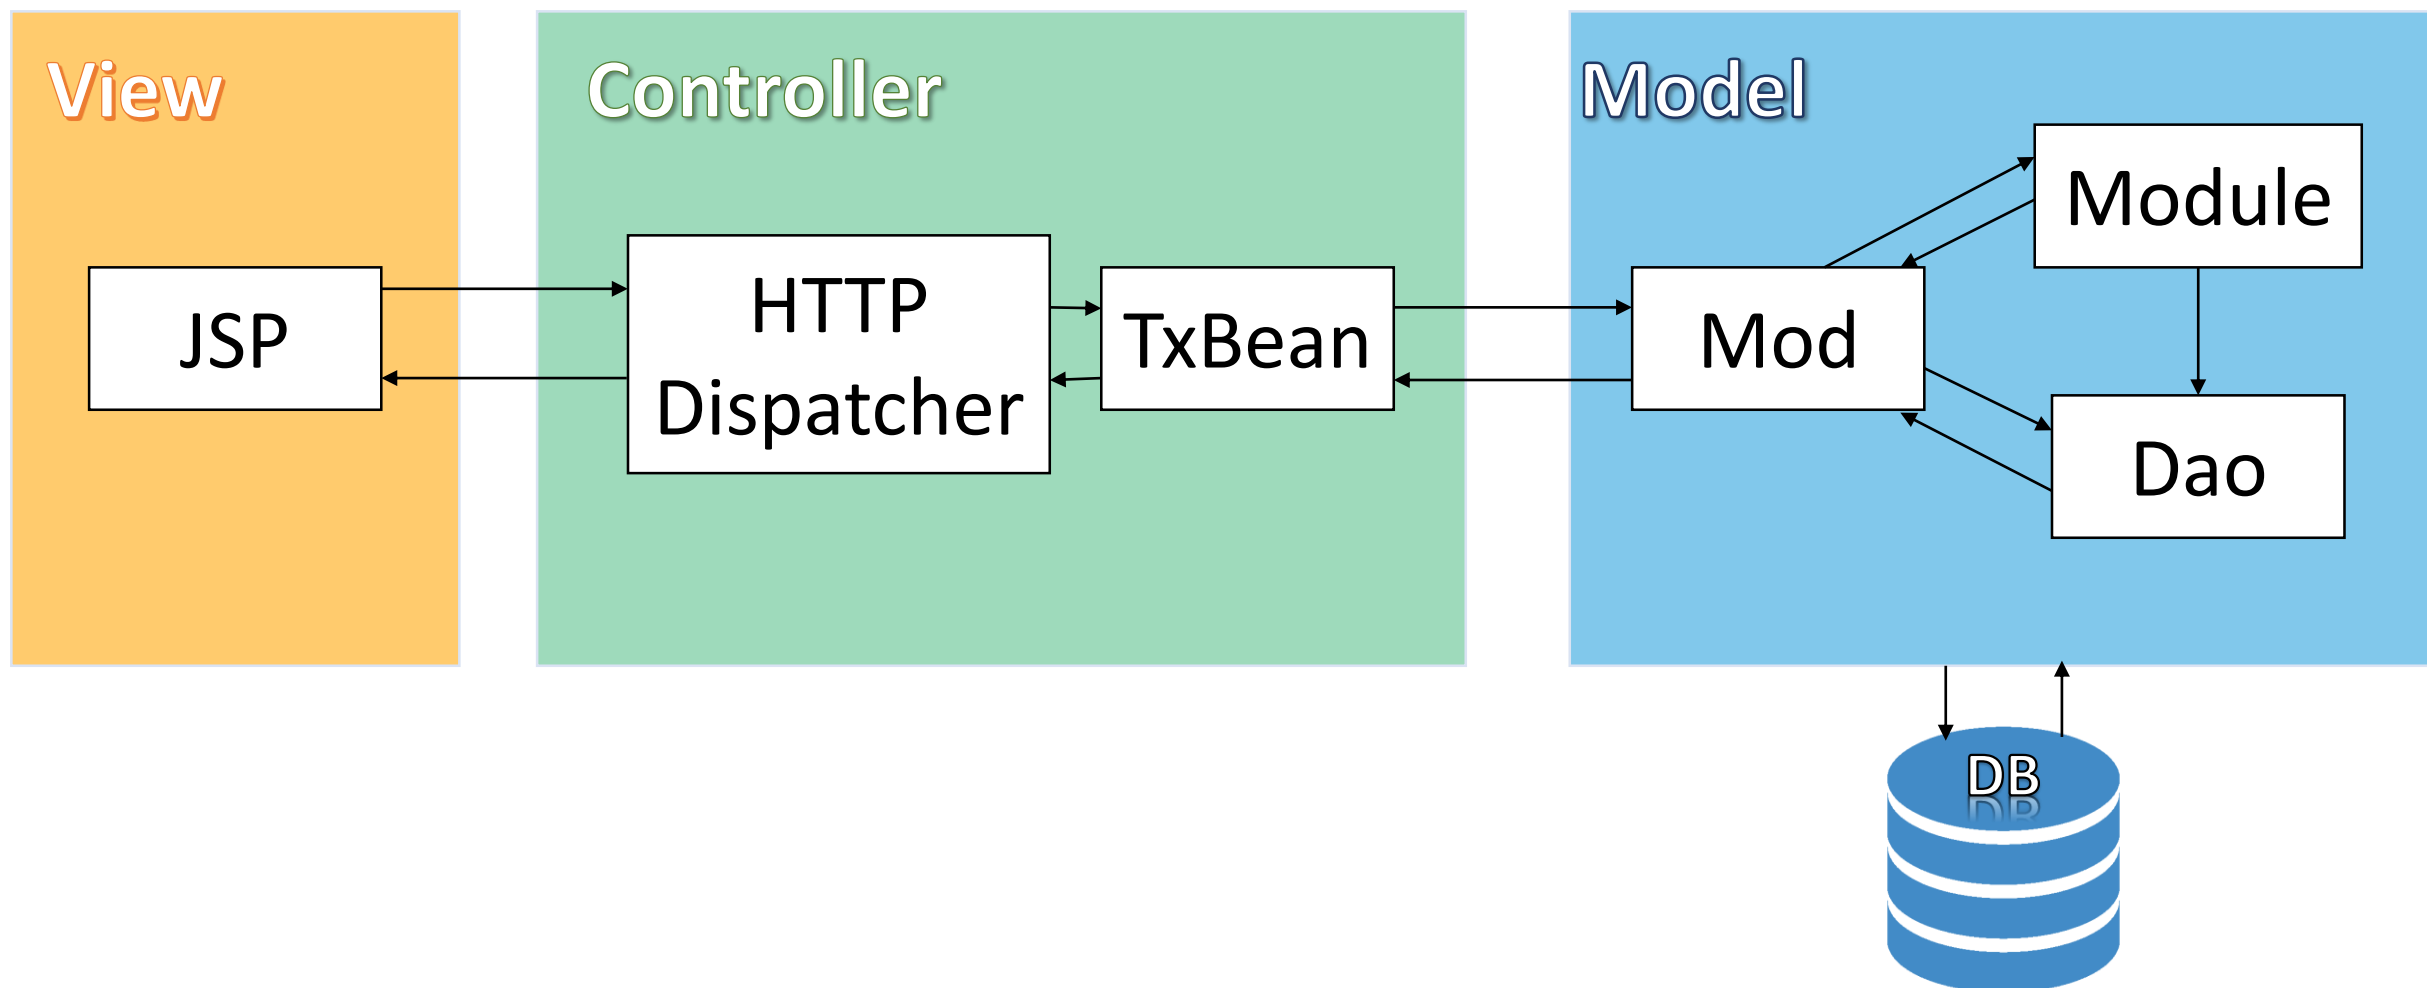 View
Controller
Model
JSP
HTTP
Dispatcher
TxBean
Mod
Module
Dao
DB